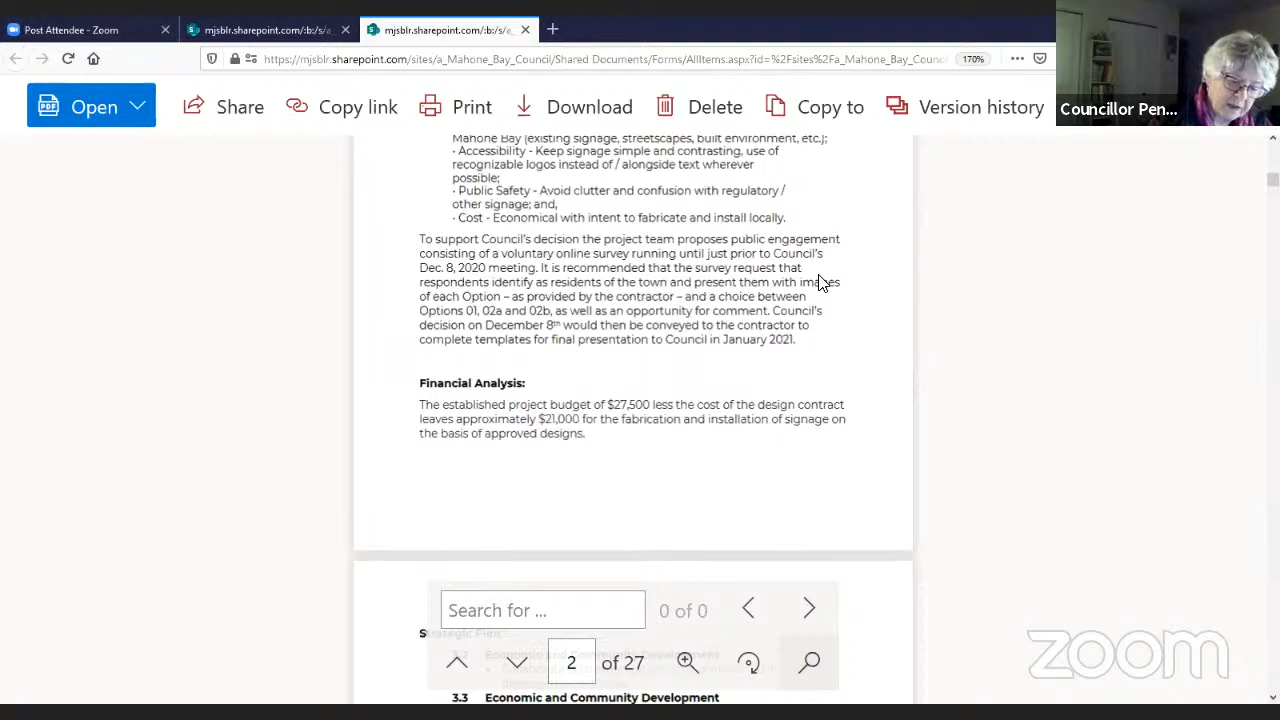 Post Attendee - Zoom
mjsblr.sharepoint.com/:b:/s/a_
mjsblr.sharepoint.com/:b:/s/a_
https://mjsblr.sharepoint.com/sites/a_Mahone_Bay_Council/Shared Documents/Forms/AllItems.aspx?id=%2Fsites%2Fa_Mahone_Bay_Counci
170%
Open
Share
Copy link
Print
Download
Delete
Copy to
Version history
Councillor Pen...
Mahone Bay (existing signage, streetscapes, built environment, etc.);
• Accessibility - Keep signage simple and contrasting, use of
recognizable logos instead of / alongside text wherever
possible;
• Public Safety - Avoid clutter and confusion with regulatory /
other signage; and,
• Cost - Economical with intent to fabricate and install locally.
To support Council's decision the project team proposes public engagement
consisting of a voluntary online survey running until just prior to Council's
Dec. 8, 2020 meeting. It is recommended that the survey request that
respondents identify as residents of the town and present them with images
of each Option – as provided by the contractor – and a choice between
Options 01, 02a and 02b, as well as an opportunity for comment. Council's
decision on December 8th would then be conveyed to the contractor to
complete templates for final presentation to Council in January 2021.
Financial Analysis:
The established project budget of $27,500 less the cost of the design contract
leaves approximately $21,000 for the fabrication and installation of signage on
the basis of approved designs.
Search for ...
0 of 0
Strategic Plan:
3.2 Economic and Community Development
2 of 27
3.3 Economic and Community Development
zoom